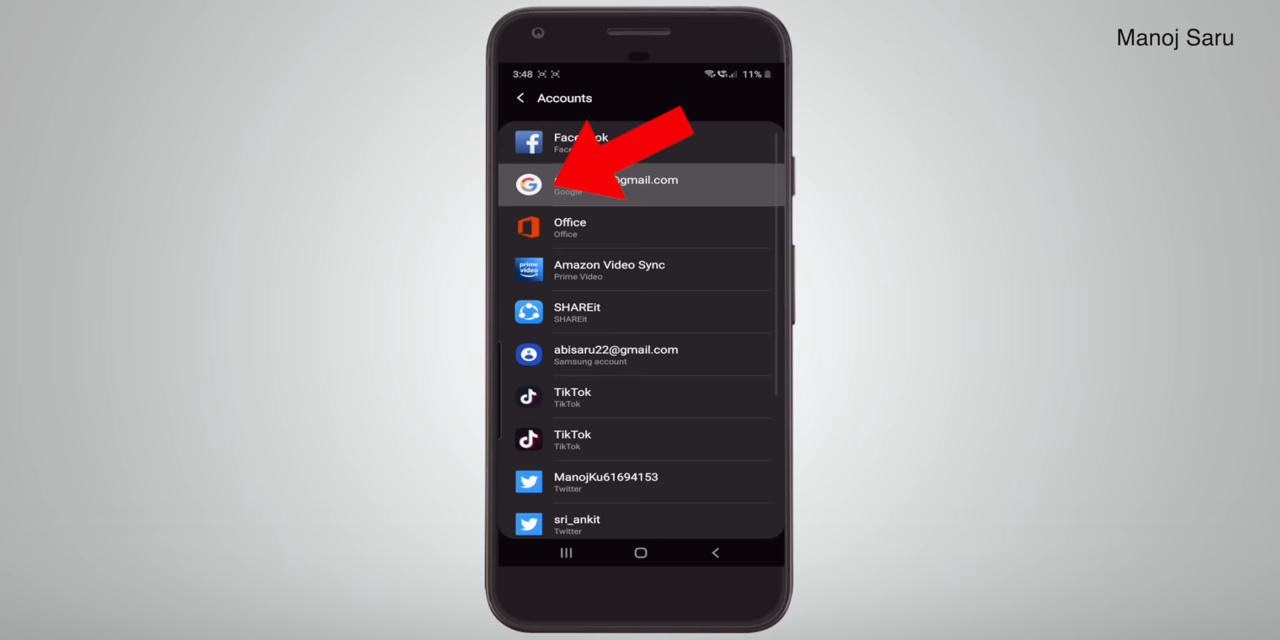 Manoj Saru
3:48 11%
Accounts
Facebook
@gmail.com
Google
Office
Office
prime video
Amazon Video Sync
Prime Video
SHAREit
SHAREit
abisaru22@gmail.com
Samsung account
TikTok
TikTok
TikTok
TikTok
ManojKu61694153
Twitter
sri_ankit
Twitter